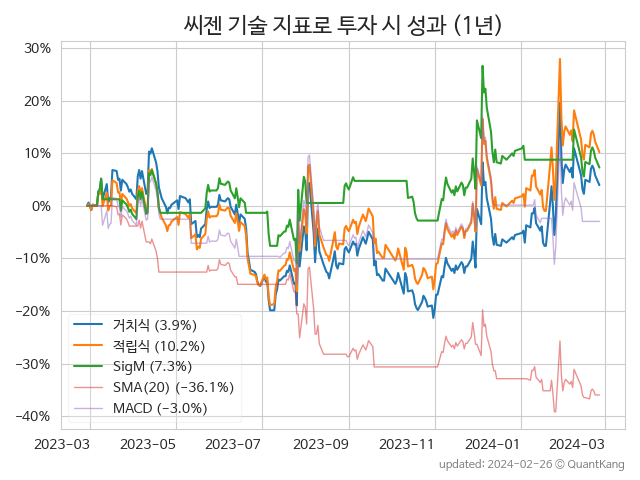 씨젠 기술 지표로 투자 시 성과 (1년)
30%
20%
10%
0%
−10%
−20%
−30%
−40%
거치식 (3.9%)
적립식 (10.2%)
SigM (7.3%)
SMA(20) (−36.1%)
MACD (−3.0%)
2023-03 2023-05 2023-07 2023-09 2023-11 2024-01 2024-03
updated: 2024-02-26 © QuantKang